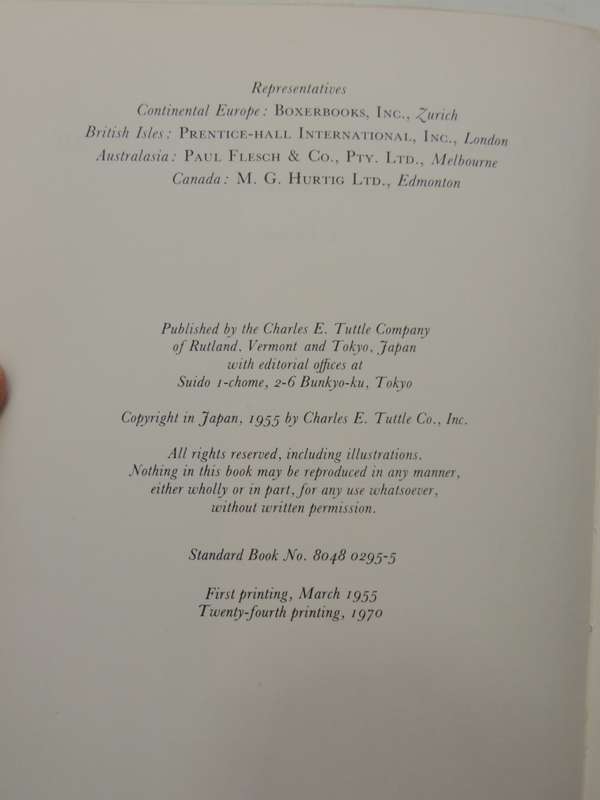 Representatives
Continental Europe: BOXERBOOKS, INC., Zurich
British Isles: PRENTICE-HALL INTERNATIONAL, INC., London
Australasia: PAUL FLESCH & CO., PTY. LTD., Melbourne
Canada: M. G. HURTIG LTD., Edmonton
Published by the Charles E. Tuttle Company
of Rutland, Vermont and Tokyo, Japan
with editorial offices at
Suido 1-chome, 2-6 Bunkyo-ku, Tokyo
Copyright in Japan, 1955 by Charles E. Tuttle Co., Inc.
All rights reserved, including illustrations.
Nothing in this book may be reproduced in any manner,
either wholly or in part, for any use whatsoever,
without written permission.
Standard Book No. 8048 0295-5
First printing, March 1955
Twenty-fourth printing, 1970